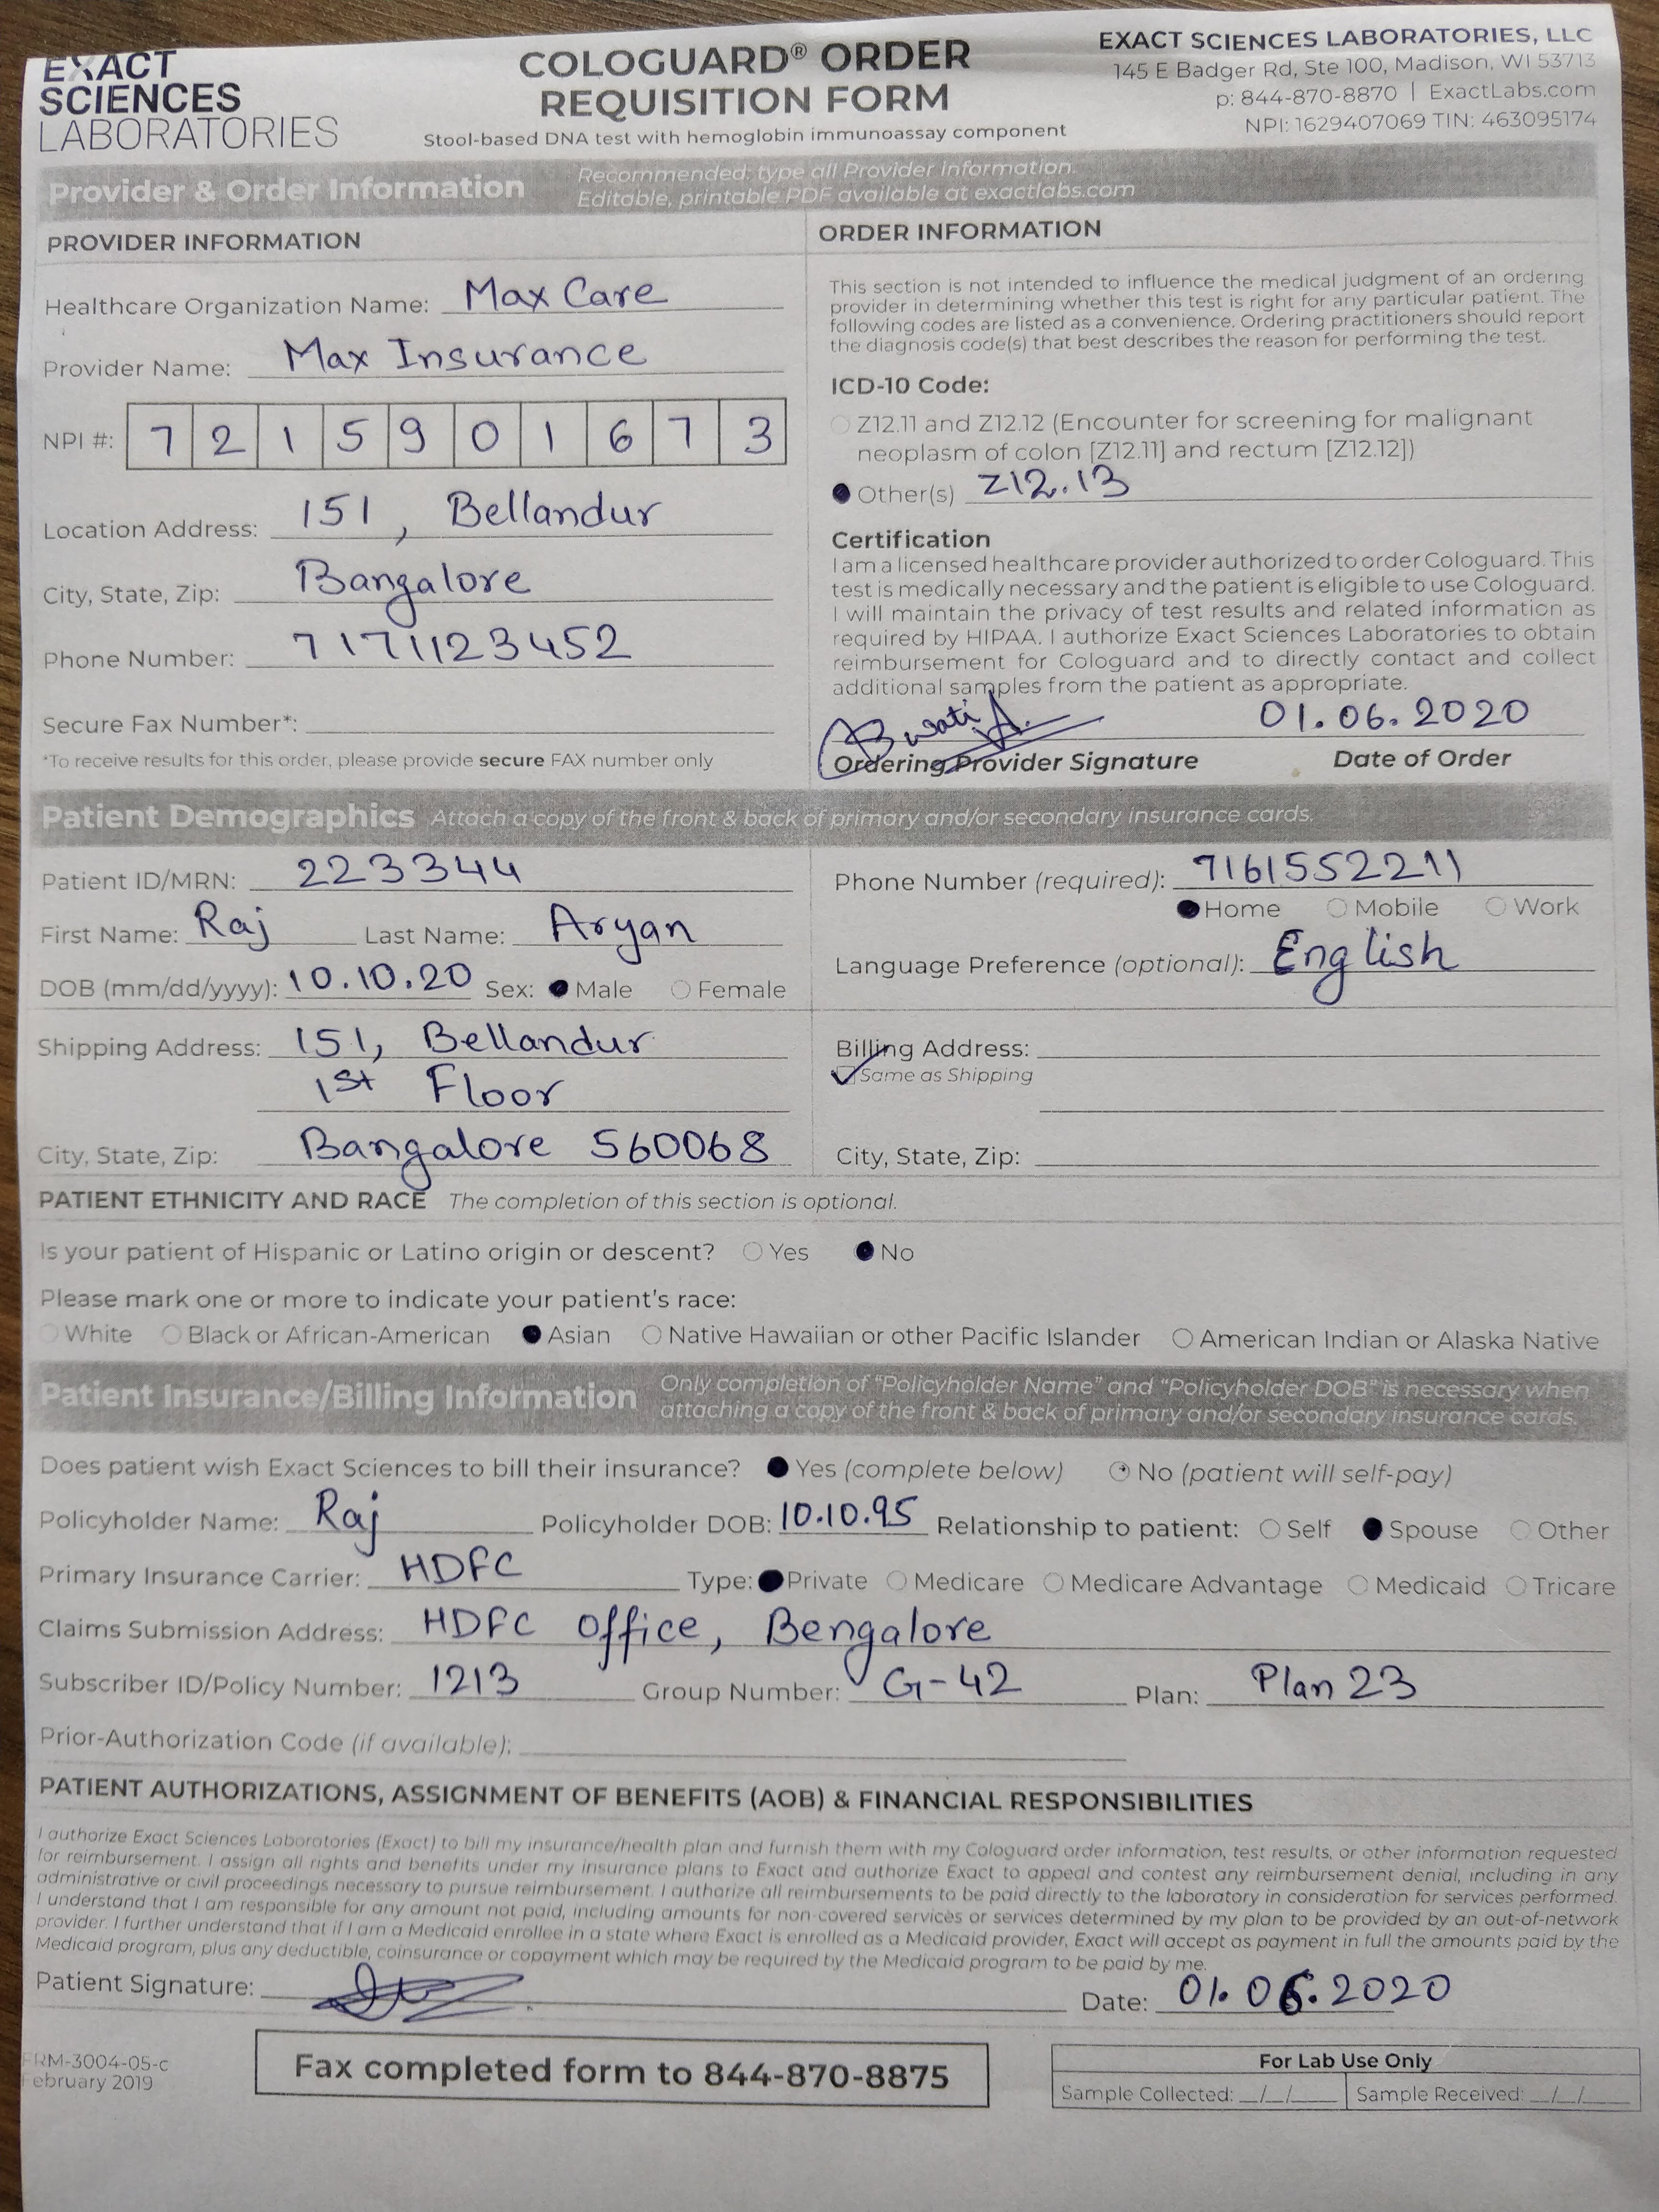 EXACT
SCIENCES
LABORATORIES
COLOGUARD® ORDER
REQUISITION FORM
Stool-based DNA test with hemoglobin immunoassay component
EXACT SCIENCES LABORATORIES, LLC
145 E Badger Rd, Ste 100, Madison, WI 53713
p: 844-870-8870 | ExactLabs.com
NPI: 1629407069 TIN: 463095174
Provider & Order Information
Recommended: type all Provider Information.
Editable, printable PDF available at exactlabs.com
PROVIDER INFORMATION
Healthcare Organization Name: Max Care
Provider Name: Max Insurance
NPI #: 7 2 1 5 9 0 1 6 7 3
Location Address: 151, Bellandur
City, State, Zip: Bangalore
Phone Number: 7171123452
Secure Fax Number*:
*To receive results for this order, please provide secure FAX number only
ORDER INFORMATION
This section is not intended to influence the medical judgment of an ordering
provider in determining whether this test is right for any particular patient. The
following codes are listed as a convenience. Ordering practitioners should report
the diagnosis code(s) that best describes the reason for performing the test.
ICD-10 Code:
Z12.11 and Z12.12 (Encounter for screening for malignant
neoplasm of colon [Z12.11] and rectum [Z12.12])
Other(s) Z12.13
Certification
I am a licensed healthcare provider authorized to order Cologuard. This
test is medically necessary and the patient is eligible to use Cologuard.
I will maintain the privacy of test results and related information as
required by HIPAA. I authorize Exact Sciences Laboratories to obtain
reimbursement for Cologuard and to directly contact and collect
additional samples from the patient as appropriate.
01.06.2020
Ordering Provider Signature Date of Order
Patient Demographics Attach a copy of the front & back of primary and/or secondary insurance cards.
Patient ID/MRN: 223344
First Name: Raj Last Name: Aryan
DOB (mm/dd/yyyy): 10.10.20 Sex: Male Female
Phone Number (required): 7161552211
Home Mobile Work
Language Preference (optional): English
Shipping Address: 151, Bellandur
1st Floor
City, State, Zip: Bangalore 560068
Billing Address:
Same as Shipping
City, State, Zip:
PATIENT ETHNICITY AND RACE The completion of this section is optional.
Is your patient of Hispanic or Latino origin or descent? Yes No
Please mark one or more to indicate your patient's race:
White Black or African-American Asian Native Hawaiian or other Pacific Islander American Indian or Alaska Native
Patient Insurance/Billing Information
Only completion of "Policyholder Name" and "Policyholder DOB" is necessary when
attaching a copy of the front & back of primary and/or secondary insurance cards.
Does patient wish Exact Sciences to bill their insurance? Yes (complete below) No (patient will self-pay)
Policyholder Name: Raj Policyholder DOB: 10.10.95 Relationship to patient: Self Spouse Other
Primary Insurance Carrier: HDFC Type: Private Medicare Medicare Advantage Medicaid Tricare
Claims Submission Address: HDFC office, Bengalore
Subscriber ID/Policy Number: 1213 Group Number: G-42 Plan: Plan 23
Prior-Authorization Code (if available):
PATIENT AUTHORIZATIONS, ASSIGNMENT OF BENEFITS (AOB) & FINANCIAL RESPONSIBILITIES
I authorize Exact Sciences Laboratories (Exact) to bill my insurance/health plan and furnish them with my Cologuard order information, test results, or other information requested
for reimbursement. I assign all rights and benefits under my insurance plans to Exact and authorize Exact to appeal and contest any reimbursement denial, including in any
administrative or civil proceedings necessary to pursue reimbursement. I authorize all reimbursements to be paid directly to the laboratory in consideration for services performed.
I understand that I am responsible for any amount not paid, including amounts for non-covered services or services determined by my plan to be provided by an out-of-network
provider. I further understand that if I am a Medicaid enrollee in a state where Exact is enrolled as a Medicaid provider, Exact will accept as payment in full the amounts paid by the
Medicaid program, plus any deductible, coinsurance or copayment which may be required by the Medicaid program to be paid by me.
Patient Signature: Date: 01.06.2020
FRM-3004-05-c
February 2019
Fax completed form to 844-870-8875
For Lab Use Only
Sample Collected: __/__/__ Sample Received: __/__/__